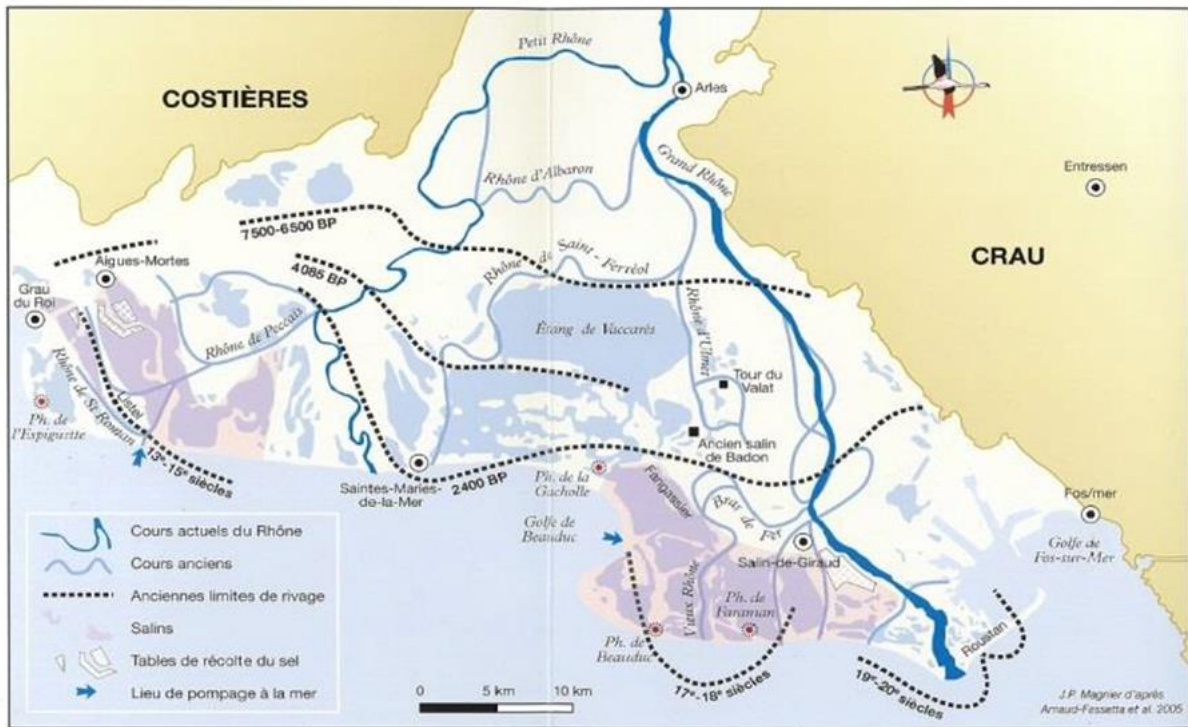 Petit Rhône
COSTIÈRES
Arles
Rhône d'Albaron
Grand Rhône
Entressen
7500-6500 BP
CRAU
Aigues-Mortes
4085 BP
Rhône de Saint-Ferréol
Grau
du Roi
Rhône de Peccais
Étang de Vaccarès
Rhône d'Ulmet
Rhône de St Roman
Listel
Tour du
Valat
Ph. de
l'Espiguette
Ancien salin
de Badon
13e-15e siècles
Saintes-Maries-
de-la-Mer
2400 BP
Ph. de la
Gacholle
Fangassier
Bras de Fer
Fos/mer
Golfe de
Beauduc
Salin-de-Giraud
Golfe de
Fos-sur-Mer
Vieux Rhône
Ph. de
Faraman
Ph. de
Beauduc
Roustan
17e-18e siècles
19e-20e siècles
Cours actuels du Rhône
Cours anciens
Anciennes limites de rivage
Salins
Tables de récolte du sel
Lieu de pompage à la mer
0 5 km 10 km
J.P. Magnier d'après
Arnaud-Fassetta et al. 2005